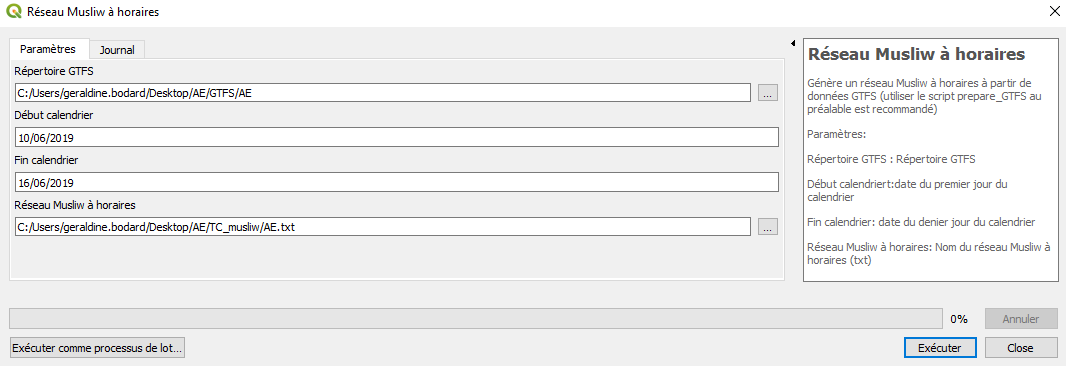 Réseau Musliw à horaires
Paramètres
Journal
Répertoire GTFS
C:/Users/geraldine.bodard/Desktop/AE/GTFS/AE
...
Début calendrier
10/06/2019
Fin calendrier
16/06/2019
Réseau Musliw à horaires
C:/Users/geraldine.bodard/Desktop/AE/TC_musliw/AE.txt
...
Réseau Musliw à horaires
Génère un réseau Musliw à horaires à partir de
données GTFS (utiliser le script prepare_GTFS au
préalable est recommandé)
Paramètres:
Répertoire GTFS : Répertoire GTFS
Début calendriert:date du premier jour du
calendrier
Fin calendrier: date du denier jour du calendrier
Réseau Musliw à horaires: Nom du réseau Musliw à
horaires (txt)
0%
Annuler
Exécuter comme processus de lot...
Exécuter
Close